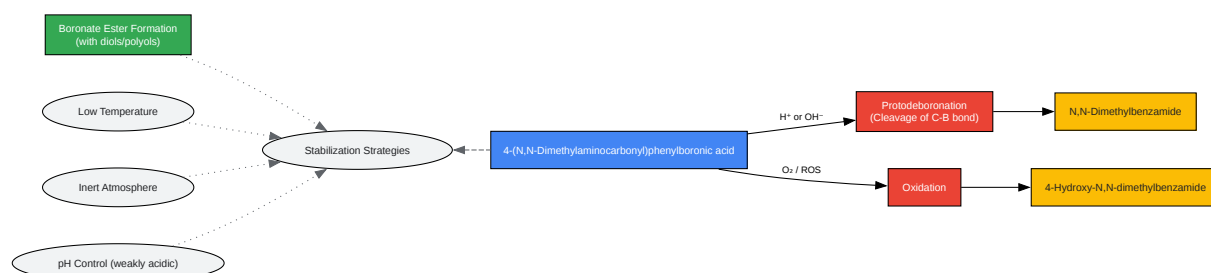 Boronate Ester Formation
(with diols/polyols)
Low Temperature
Inert Atmosphere
pH Control (weakly acidic)
Stabilization Strategies
4-(N,N-Dimethylaminocarbonyl)phenylboronic acid
H⁺ or OH⁻
O₂ / ROS
Protodeboronation
(Cleavage of C-B bond)
Oxidation
N,N-Dimethylbenzamide
4-Hydroxy-N,N-dimethylbenzamide